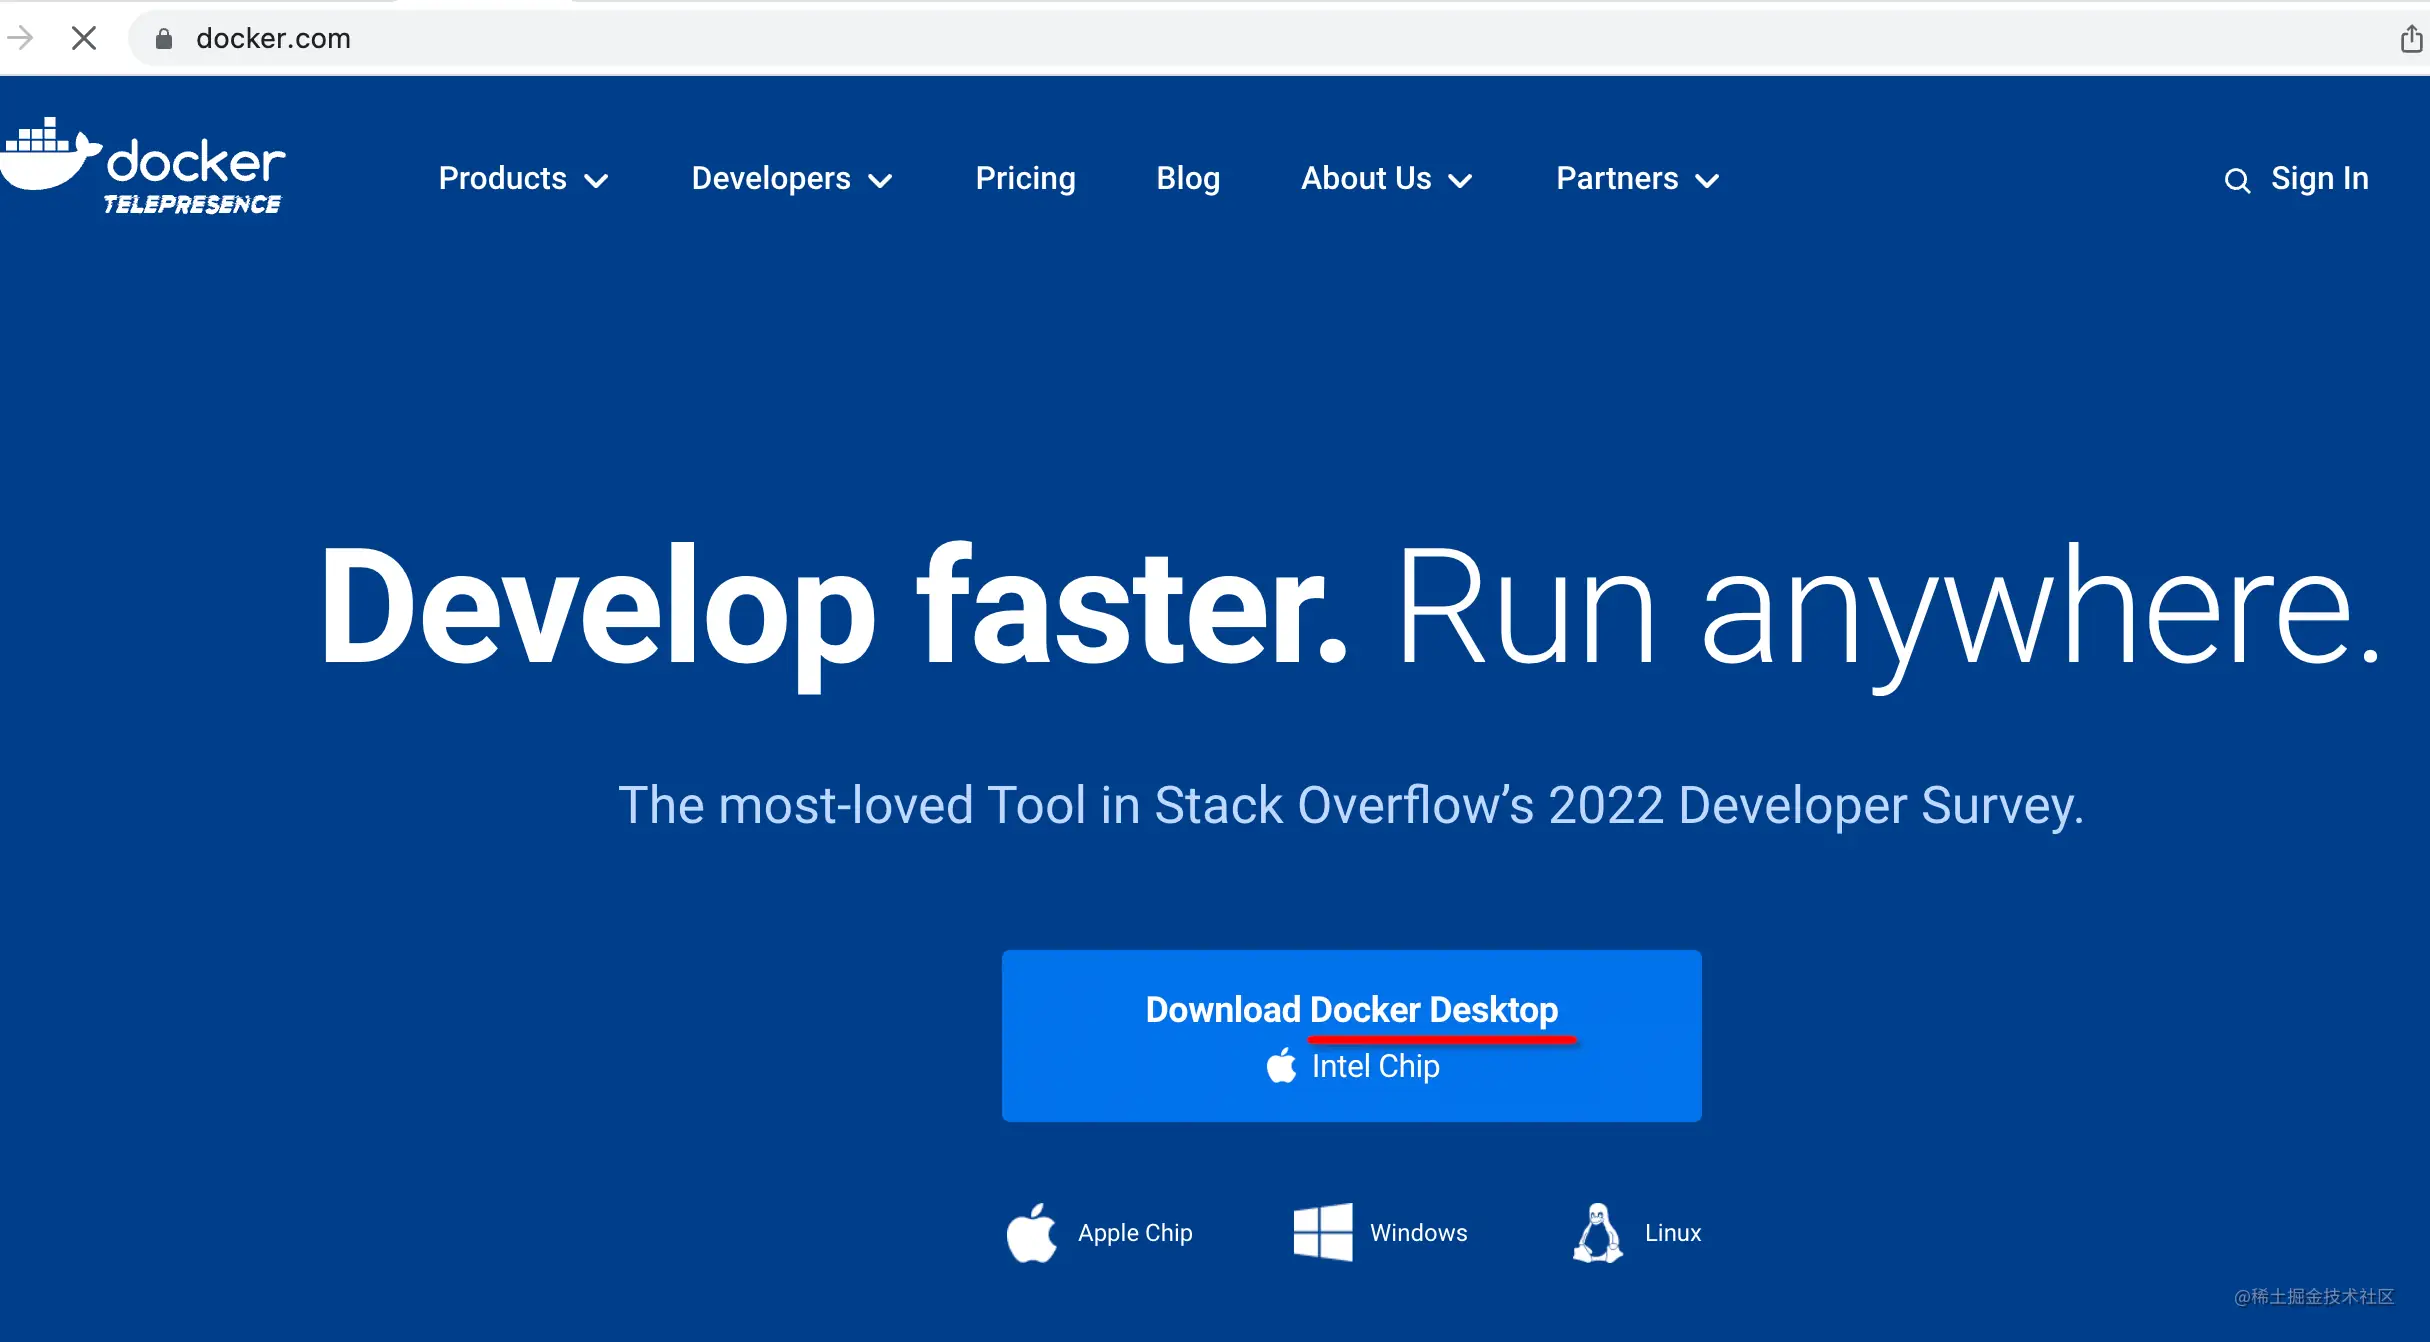 docker.com
docker
TELEPRESENCE
Products
Developers
Pricing
Blog
About Us
Partners
Sign In
Develop faster. Run anywhere.
The most-loved Tool in Stack Overflow’s 2022 Developer Survey.
Download Docker Desktop
Intel Chip
Apple Chip
Windows
Linux
@稀土掘金技术社区